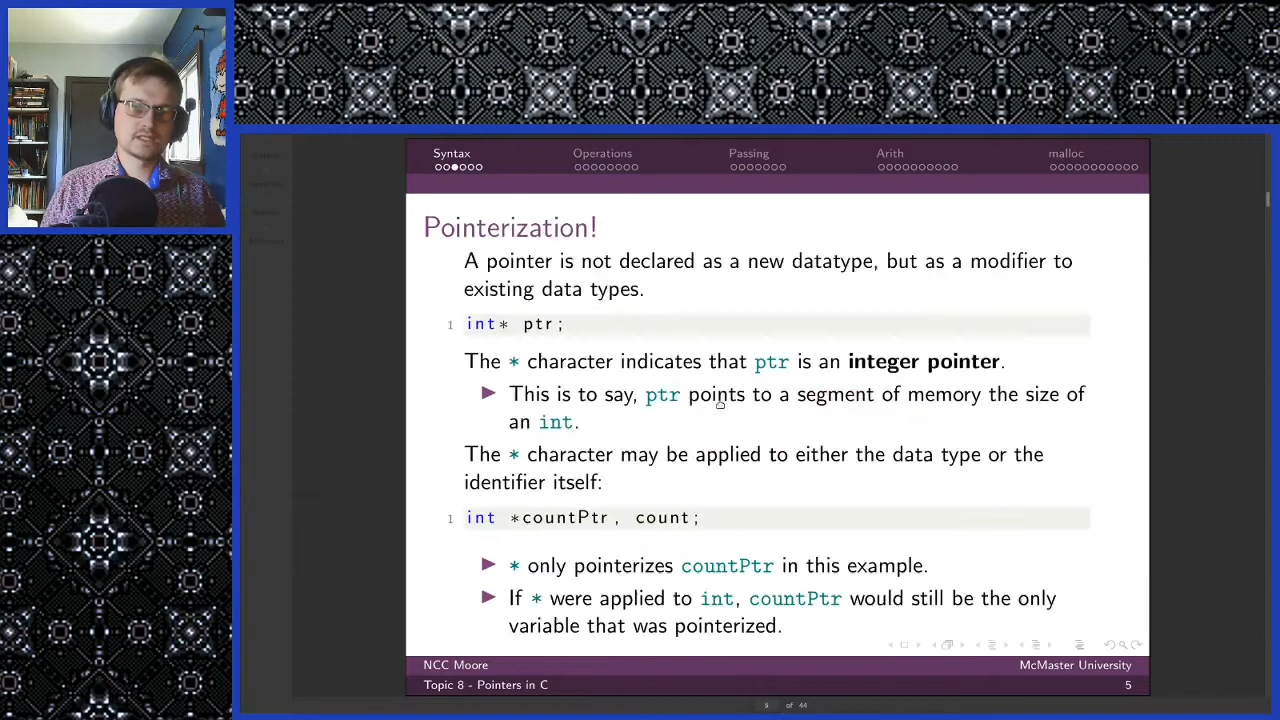 Syntax Operations Passing Arith malloc
Pointerization!
A pointer is not declared as a new datatype, but as a modifier to
existing data types.
1 int* ptr;
The * character indicates that ptr is an integer pointer.
▶ This is to say, ptr points to a segment of memory the size of
an int.
The * character may be applied to either the data type or the
identifier itself:
1 int *countPtr, count;
▶ * only pointerizes countPtr in this example.
▶ If * were applied to int, countPtr would still be the only
variable that was pointerized.
NCC Moore McMaster University
Topic 8 - Pointers in C 5
of 44